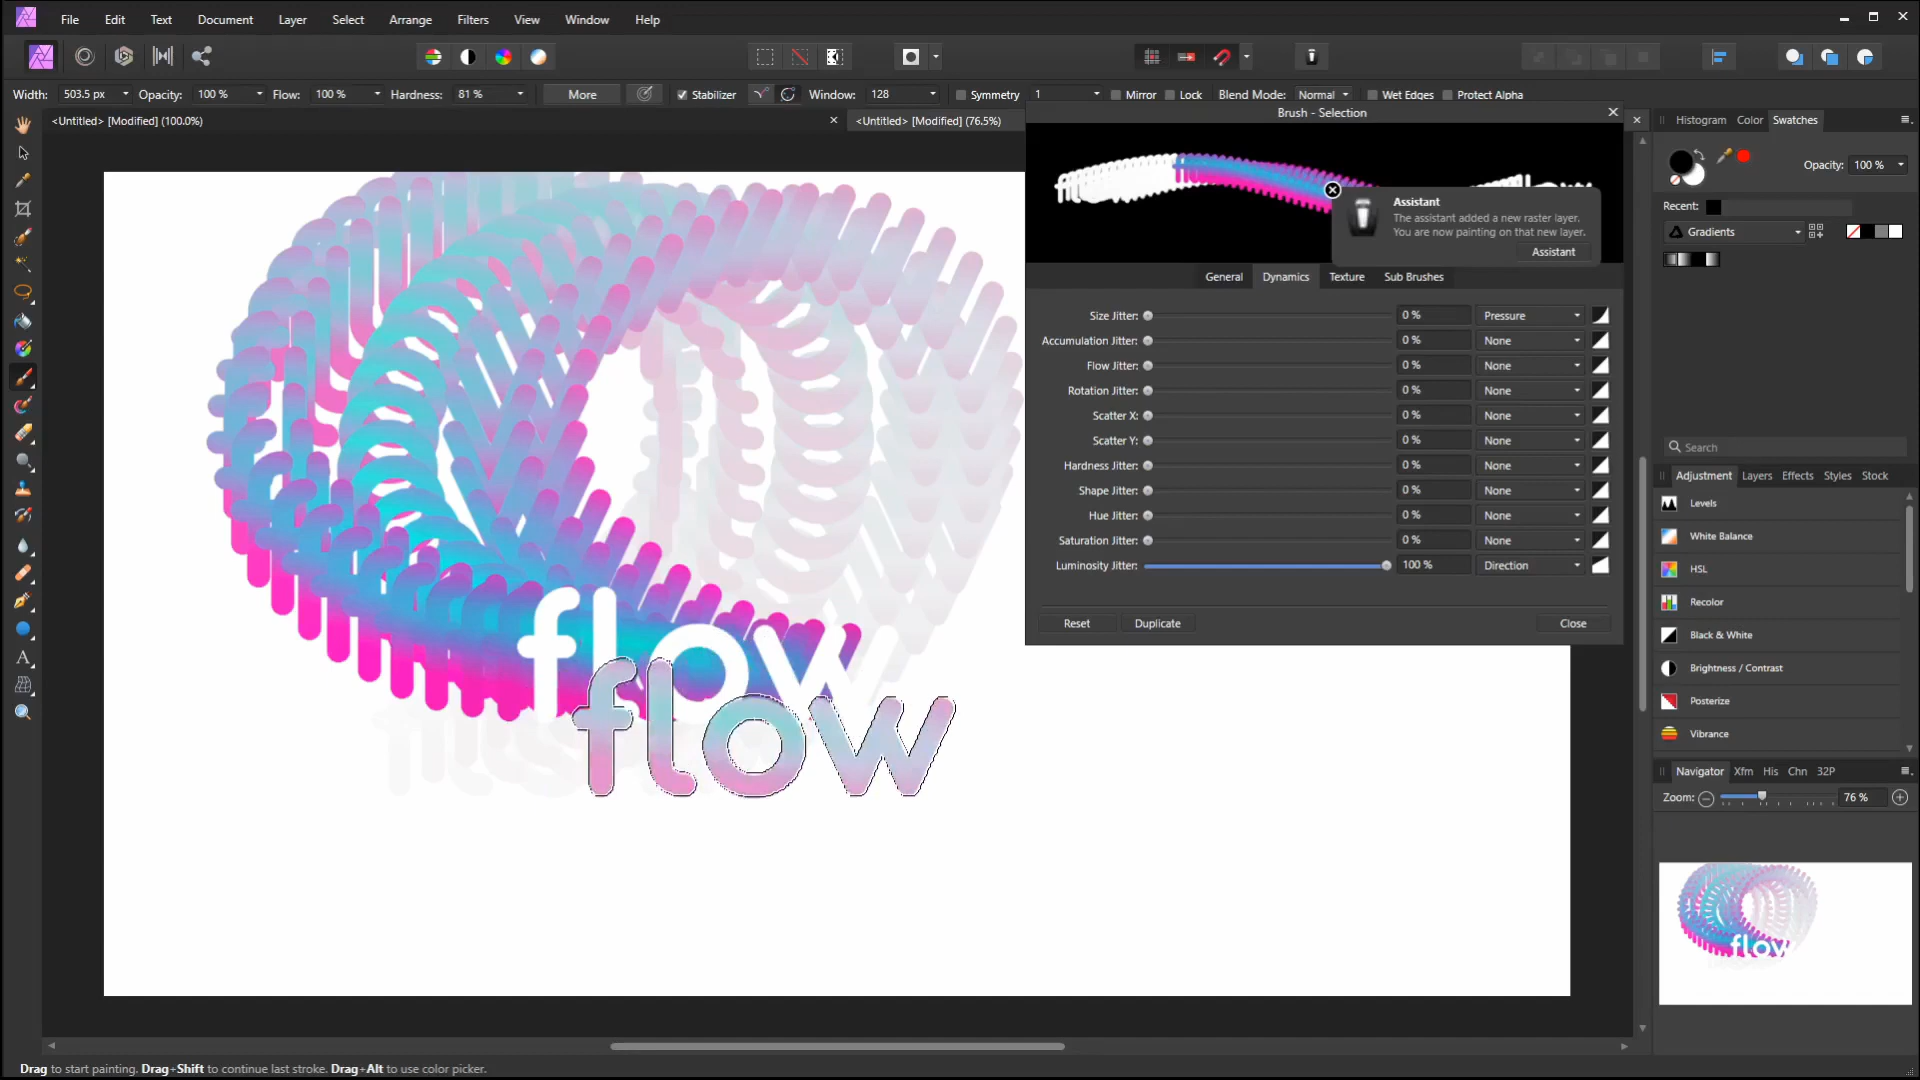 File Edit Text Document Layer Select Arrange Filters View Window Help
Width: 503.5 px Opacity: 100 % Flow: 100 % Hardness: 81 % More Stabilizer Window: 128 Symmetry 1 Mirror Lock Blend Mode: Normal Wet Edges Protect Alpha
<Untitled> [Modified] (100.0%)
<Untitled> [Modified] (76.5%)
Brush - Selection
Assistant
The assistant added a new raster layer.
You are now painting on that new layer.
Assistant
General Dynamics Texture Sub Brushes
Size Jitter: 0 % Pressure
Accumulation Jitter: 0 % None
Flow Jitter: 0 % None
Rotation Jitter: 0 % None
Scatter X: 0 % None
Scatter Y: 0 % None
Hardness Jitter: 0 % None
Shape Jitter: 0 % None
Hue Jitter: 0 % None
Saturation Jitter: 0 % None
Luminosity Jitter: 100 % Direction
Reset Duplicate Close
flow
flow
Histogram Color Swatches
Opacity: 100 %
Recent:
Gradients
Search
Adjustment Layers Effects Styles Stock
Levels
White Balance
HSL
Recolor
Black & White
Brightness / Contrast
Posterize
Vibrance
Navigator Xfm His Chn 32P
Zoom: 76 %
flow
Drag to start painting. Drag+Shift to continue last stroke. Drag+Alt to use color picker.